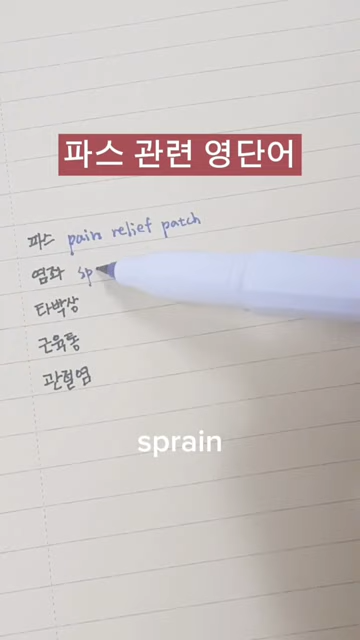 파스 관련 영단어
파스 pain relief patch
염좌 sp
타박상
근육통
관절염
sprain